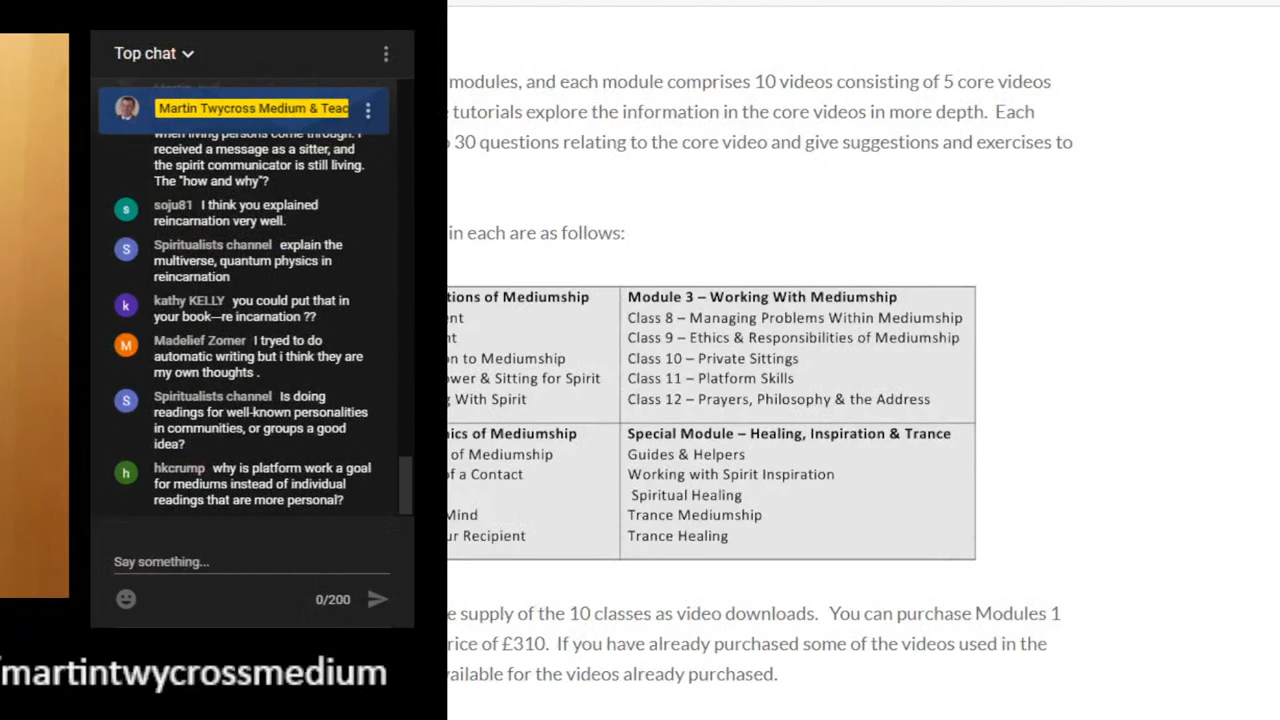 Top chat
Martin Twycross Medium & Teac
when living persons come through. I
received a message as a sitter, and
the spirit communicator is still living.
The "how and why"?
s
soju81 I think you explained
reincarnation very well.
S
Spiritualists channel explain the
multiverse, quantum physics in
reincarnation
k
kathy KELLY you could put that in
your book—re incarnation ??
M
Madelief Zomer I tryed to do
automatic writing but i think they are
my own thoughts .
S
Spiritualists channel Is doing
readings for well-known personalities
in communities, or groups a good
idea?
h
hkcrump why is platform work a goal
for mediums instead of individual
readings that are more personal?
Say something...
0/200
/martintwycrossmedium
modules, and each module comprises 10 videos consisting of 5 core videos
tutorials explore the information in the core videos in more depth. Each
30 questions relating to the core video and give suggestions and exercises to
in each are as follows:
tions of Mediumship
ent
nt
on to Mediumship
ower & Sitting for Spirit
g With Spirit
Module 3 – Working With Mediumship
Class 8 – Managing Problems Within Mediumship
Class 9 – Ethics & Responsibilities of Mediumship
Class 10 – Private Sittings
Class 11 – Platform Skills
Class 12 – Prayers, Philosophy & the Address
nics of Mediumship
of Mediumship
of a Contact
Mind
ur Recipient
Special Module – Healing, Inspiration & Trance
Guides & Helpers
Working with Spirit Inspiration
Spiritual Healing
Trance Mediumship
Trance Healing
e supply of the 10 classes as video downloads. You can purchase Modules 1
rice of £310. If you have already purchased some of the videos used in the
vailable for the videos already purchased.